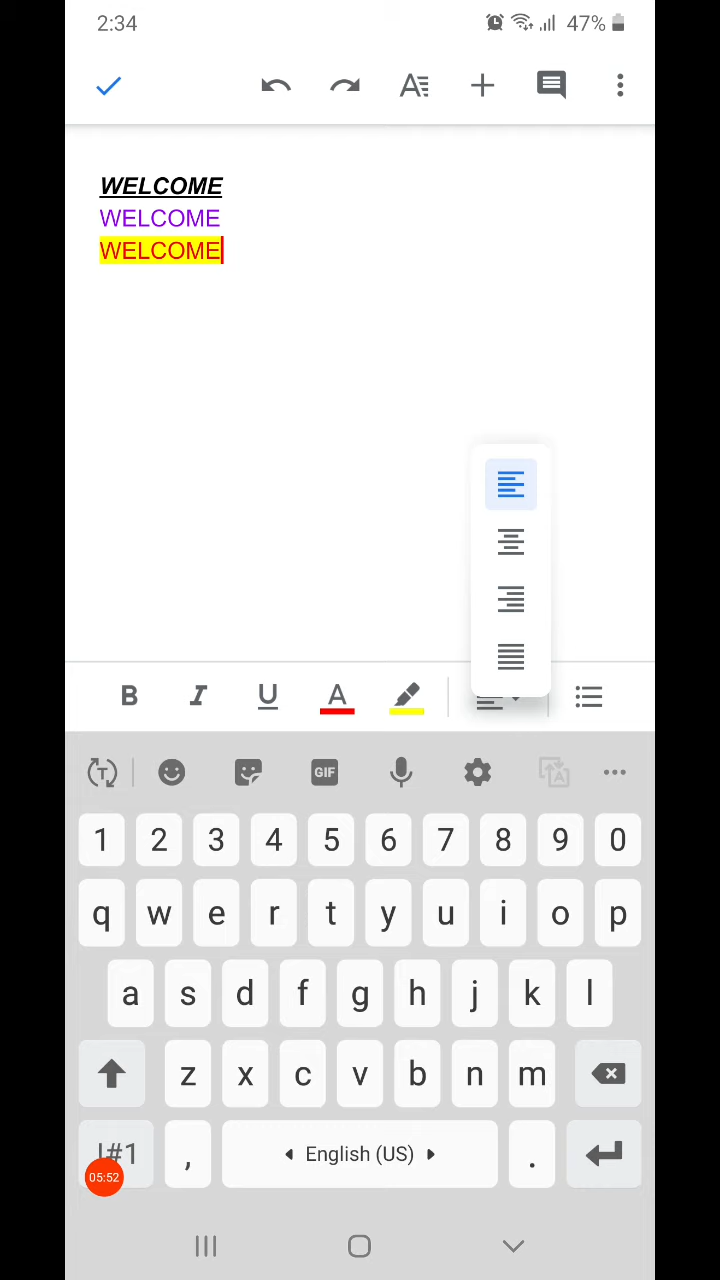 2:34
47%
WELCOME
WELCOME
WELCOME
B I U A
T GIF A
1 2 3 4 5 6 7 8 9 0
q w e r t y u i o p
a s d f g h j k l
z x c v b n m
!#1 , English (US) .
05:52